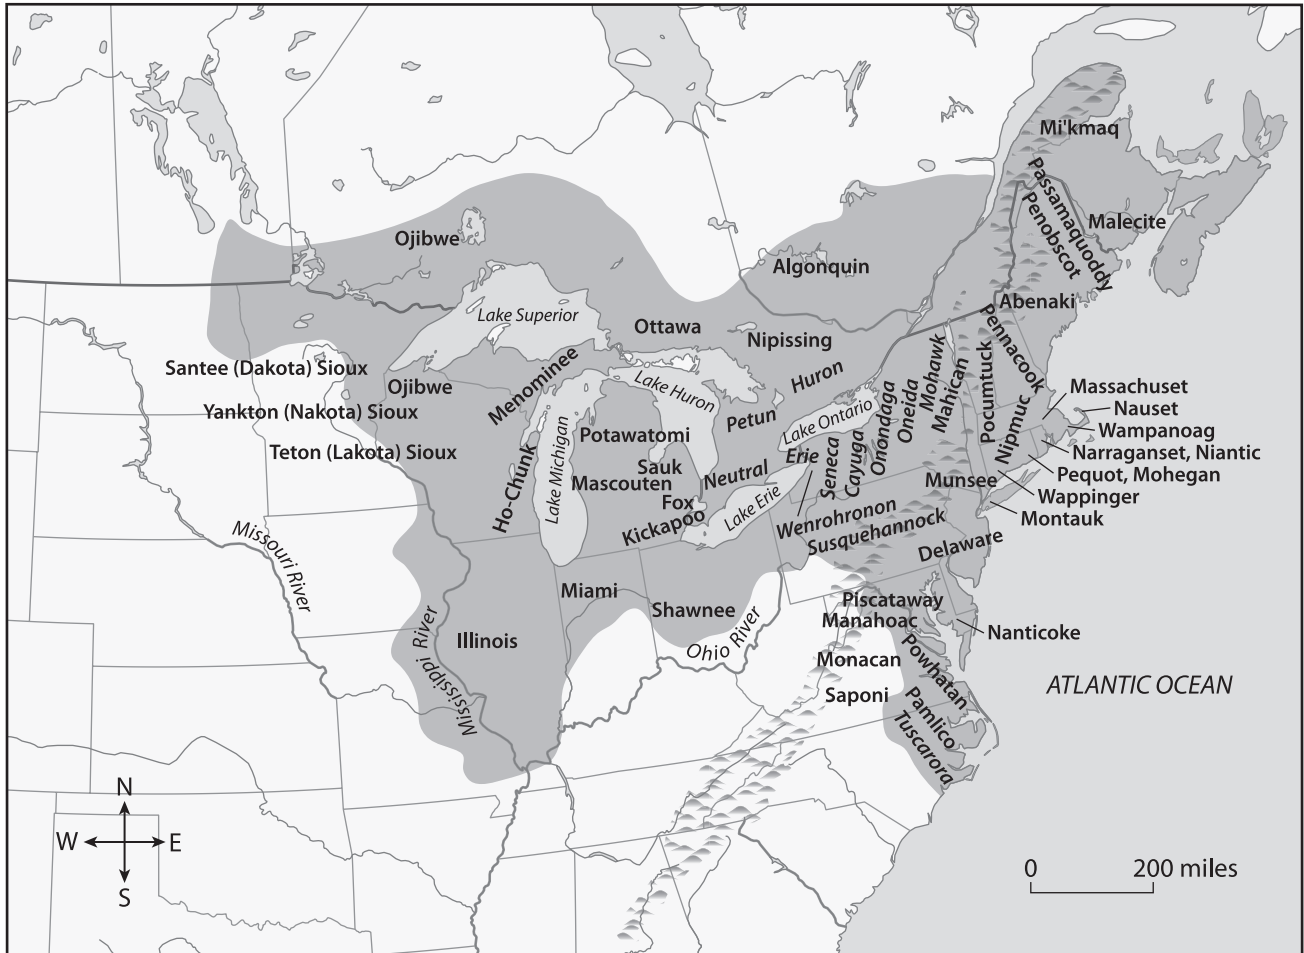 Mi'kmaq
Passamaquoddy
Penobscot
Malecite
Ojibwe
Algonquin
Abenaki
Lake Superior
Ottawa
Nipissing
Pennacook
Santee (Dakota) Sioux
Ojibwe
Menominee
Lake Huron
Huron
Mohawk
Mahican
Pocumtuck
Massachuset
Nauset
Yankton (Nakota) Sioux
Petun
Lake Ontario
Oneida
Onondaga
Nipmuc
Wampanoag
Teton (Lakota) Sioux
Potawatomi
Lake Michigan
Narraganset, Niantic
Erie
Seneca
Cayuga
Sauk
Mascouten
Neutral
Pequot, Mohegan
Ho-Chunk
Fox
Lake Erie
Munsee
Wappinger
Kickapoo
Wenrohronon
Susquehannock
Montauk
Missouri River
Delaware
Miami
Shawnee
Piscataway
Manahoac
Nanticoke
Mississippi River
Illinois
Ohio River
Monacan
Powhatan
Saponi
Pamlico
Tuscarora
ATLANTIC OCEAN
N
W
E
S
0 200 miles